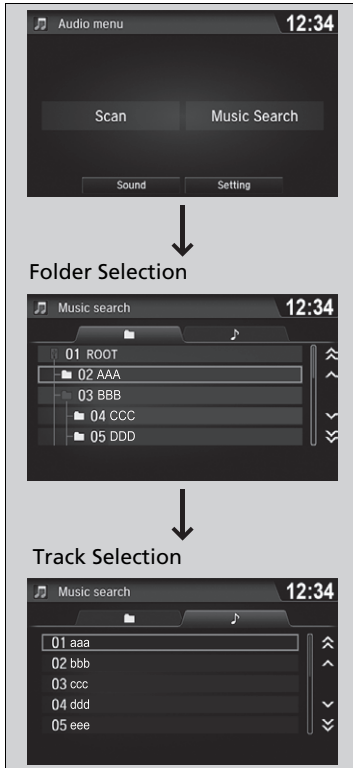 Audio menu 12:34
Scan Music Search
Sound Setting
Folder Selection
Music search 12:34
01 ROOT
02 AAA
03 BBB
04 CCC
05 DDD
Track Selection
Music search 12:34
01 aaa
02 bbb
03 ccc
04 ddd
05 eee